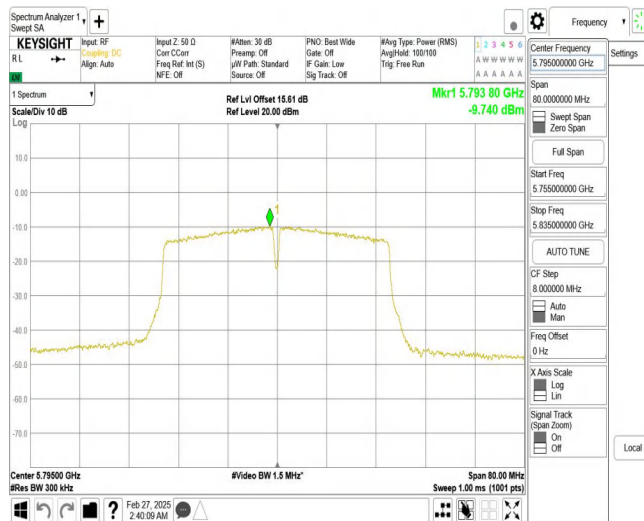 Spectrum Analyzer 1
Swept SA
+
Frequency
KEYSIGHT
RL
Input: RF
Coupling: DC
Align: Auto
Input Z: 50 Ω
Corr CCorr
Freq Ref: Int (S)
NFE: Off
#Atten: 30 dB
Preamp: Off
µW Path: Standard
Source: Off
PNO: Best Wide
Gate: Off
IF Gain: Low
Sig Track: Off
#Avg Type: Power (RMS)
Avg|Hold: 100/100
Trig: Free Run
1 2 3 4 5 6
A W W W W W
A A A A A A
1 Spectrum
Scale/Div 10 dB
Log
Ref Lvl Offset 15.61 dB
Ref Level 20.00 dBm
Mkr1 5.793 80 GHz
-9.740 dBm
10.0
0.00
-10.0
-20.0
-30.0
-40.0
-50.0
-60.0
-70.0
1
Center 5.79500 GHz
#Res BW 300 kHz
#Video BW 1.5 MHz*
Span 80.00 MHz
Sweep 1.00 ms (1001 pts)
Feb 27, 2025
2:40:09 AM
?
Center Frequency
5.795000000 GHz
Settings
Span
80.0000000 MHz
Swept Span
Zero Span
Full Span
Start Freq
5.755000000 GHz
Stop Freq
5.835000000 GHz
AUTO TUNE
CF Step
8.000000 MHz
Auto
Man
Freq Offset
0 Hz
X Axis Scale
Log
Lin
Signal Track
(Span Zoom)
On
Off
Local